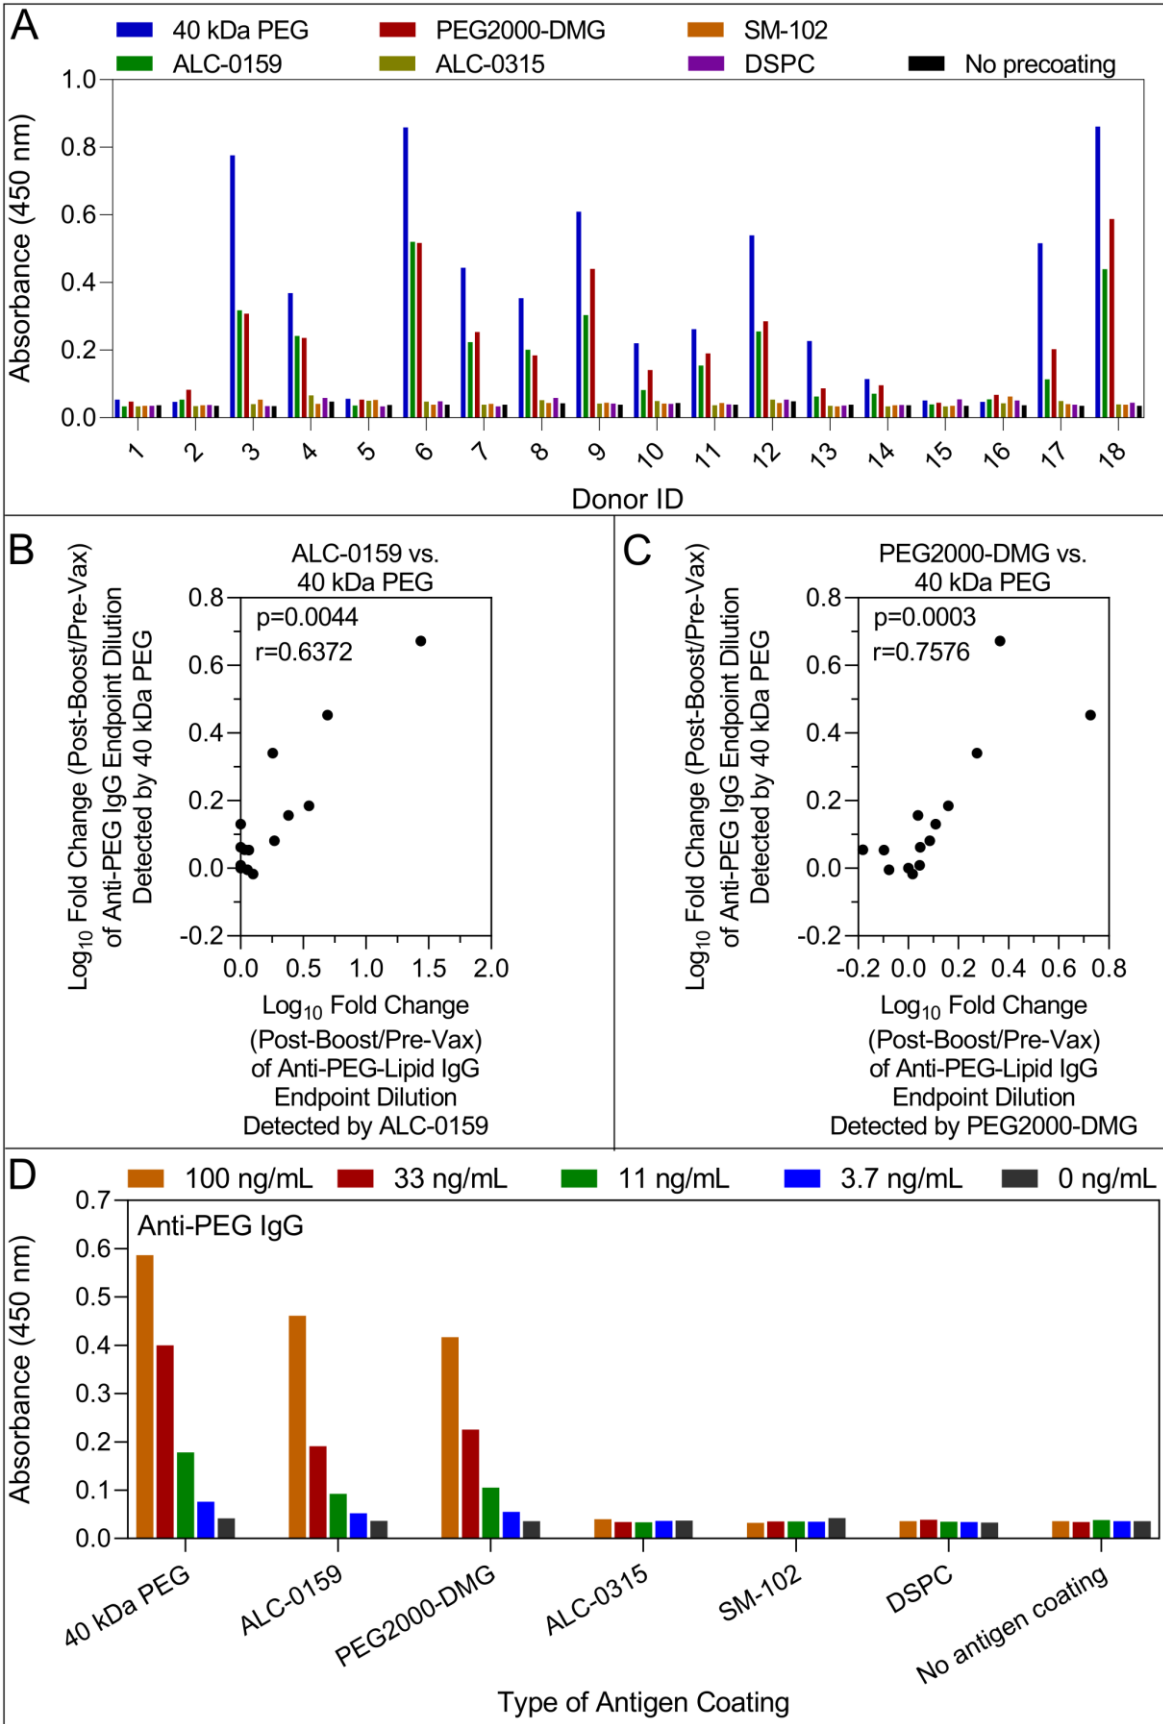 A
40 kDa PEG
PEG2000-DMG
SM-102
ALC-0159
ALC-0315
DSPC
No precoating
Absorbance (450 nm)
1.0
0.8
0.6
0.4
0.2
0.0
1 2 3 4 5 6 7 8 9 10 11 12 13 14 15 16 17 18
Donor ID
B
ALC-0159 vs.
40 kDa PEG
Log10 Fold Change (Post-Boost/Pre-Vax)
of Anti-PEG IgG Endpoint Dilution
Detected by 40 kDa PEG
0.8
0.6
0.4
0.2
0.0
-0.2
p=0.0044
r=0.6372
0.0 0.5 1.0 1.5 2.0
Log10 Fold Change
(Post-Boost/Pre-Vax)
of Anti-PEG-Lipid IgG
Endpoint Dilution
Detected by ALC-0159
C
PEG2000-DMG vs.
40 kDa PEG
Log10 Fold Change (Post-Boost/Pre-Vax)
of Anti-PEG IgG Endpoint Dilution
Detected by 40 kDa PEG
0.8
0.6
0.4
0.2
0.0
-0.2
p=0.0003
r=0.7576
-0.2 0.0 0.2 0.4 0.6 0.8
Log10 Fold Change
(Post-Boost/Pre-Vax)
of Anti-PEG-Lipid IgG
Endpoint Dilution
Detected by PEG2000-DMG
D
100 ng/mL
33 ng/mL
11 ng/mL
3.7 ng/mL
0 ng/mL
Absorbance (450 nm)
0.7
0.6
0.5
0.4
0.3
0.2
0.1
0.0
Anti-PEG IgG
40 kDa PEG
ALC-0159
PEG2000-DMG
ALC-0315
SM-102
DSPC
No antigen coating
Type of Antigen Coating